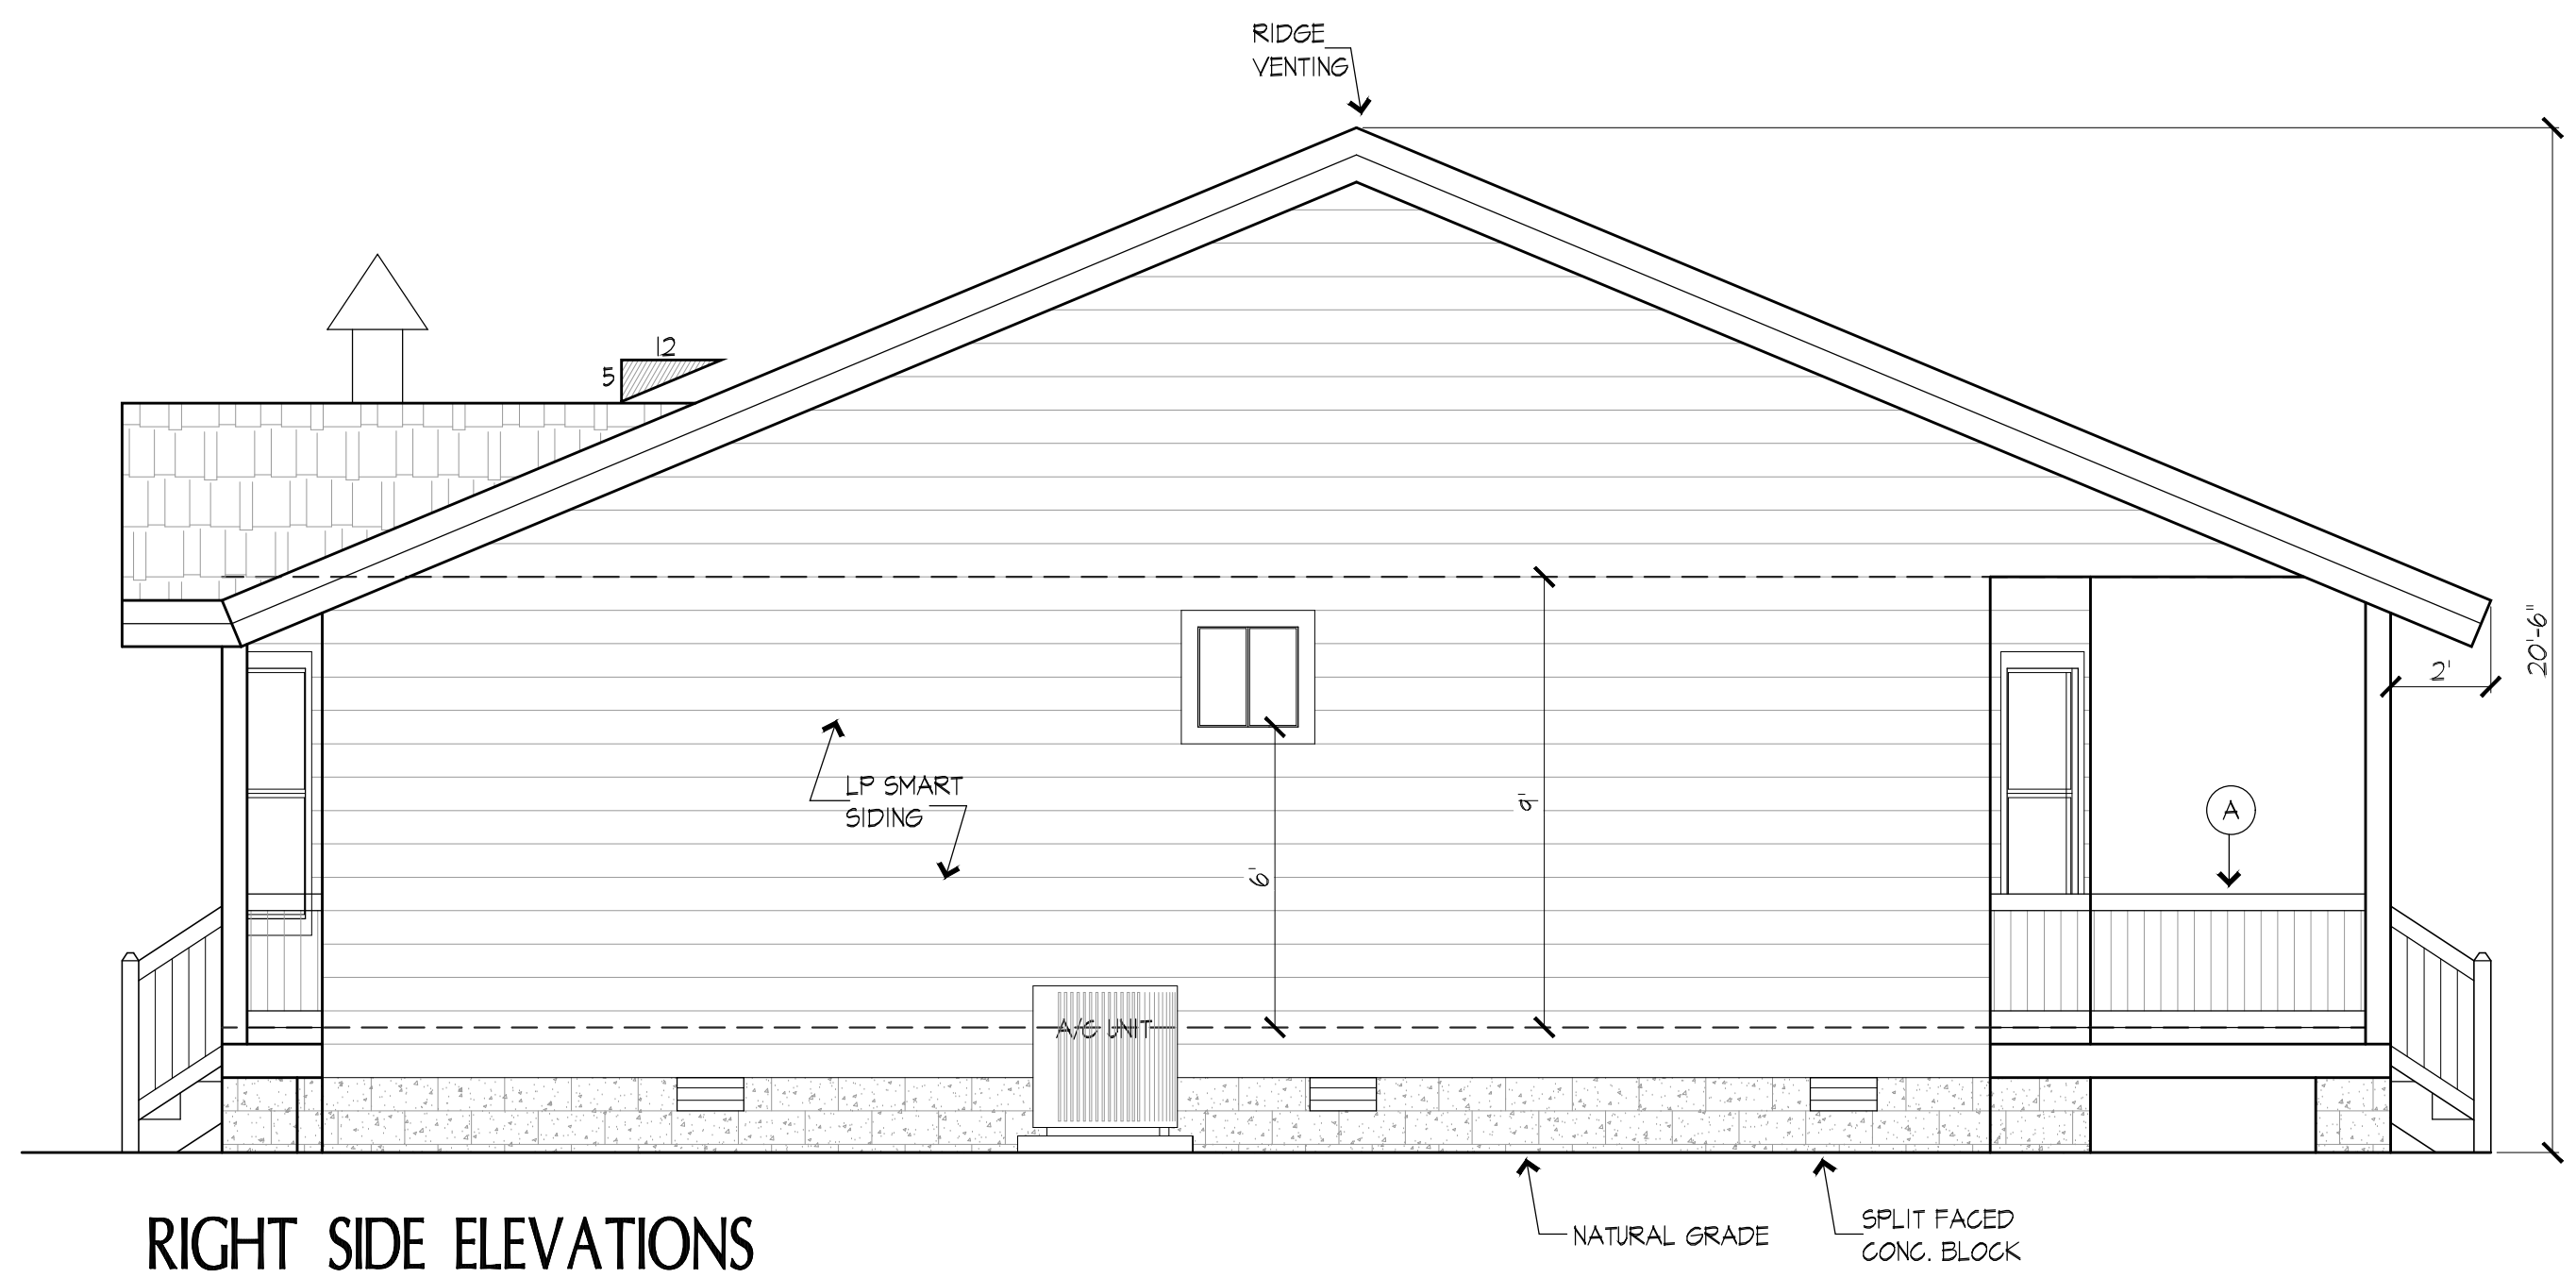 RIDGE
VENTING
12
5
2'
20'-6"
LP SMART
SIDING
9'
A
6'
A/C UNIT
NATURAL GRADE
SPLIT FACED
CONC. BLOCK
RIGHT SIDE ELEVATIONS